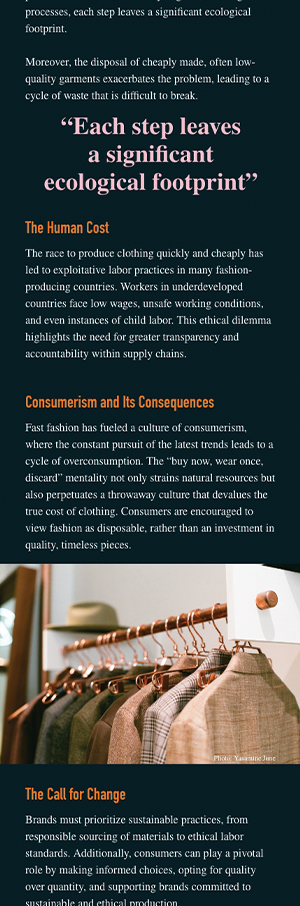 processes, each step leaves a significant ecological
footprint.
Moreover, the disposal of cheaply made, often low-
quality garments exacerbates the problem, leading to a
cycle of waste that is difficult to break.
“Each step leaves
a significant
ecological footprint”
The Human Cost
The race to produce clothing quickly and cheaply has
led to exploitative labor practices in many fashion-
producing countries. Workers in underdeveloped
countries face low wages, unsafe working conditions,
and even instances of child labor. This ethical dilemma
highlights the need for greater transparency and
accountability within supply chains.
Consumerism and Its Consequences
Fast fashion has fueled a culture of consumerism,
where the constant pursuit of the latest trends leads to a
cycle of overconsumption. The “buy now, wear once,
discard” mentality not only strains natural resources but
also perpetuates a throwaway culture that devalues the
true cost of clothing. Consumers are encouraged to
view fashion as disposable, rather than an investment in
quality, timeless pieces.
Photo: Yasamine June
The Call for Change
Brands must prioritize sustainable practices, from
responsible sourcing of materials to ethical labor
standards. Additionally, consumers can play a pivotal
role by making informed choices, opting for quality
over quantity, and supporting brands committed to
sustainable and ethical production.